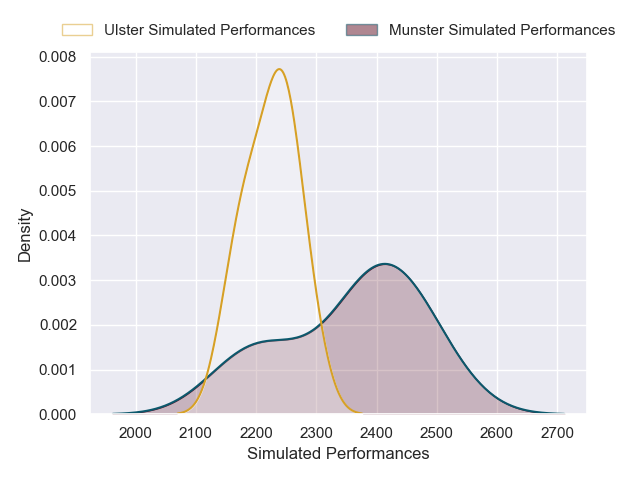 Ulster Simulated Performances Munster Simulated Performances
0.008
0.007
0.006
0.005
0.004
0.003
0.002
0.001
0.000
Density
2000 2100 2200 2300 2400 2500 2600 2700
Simulated Performances